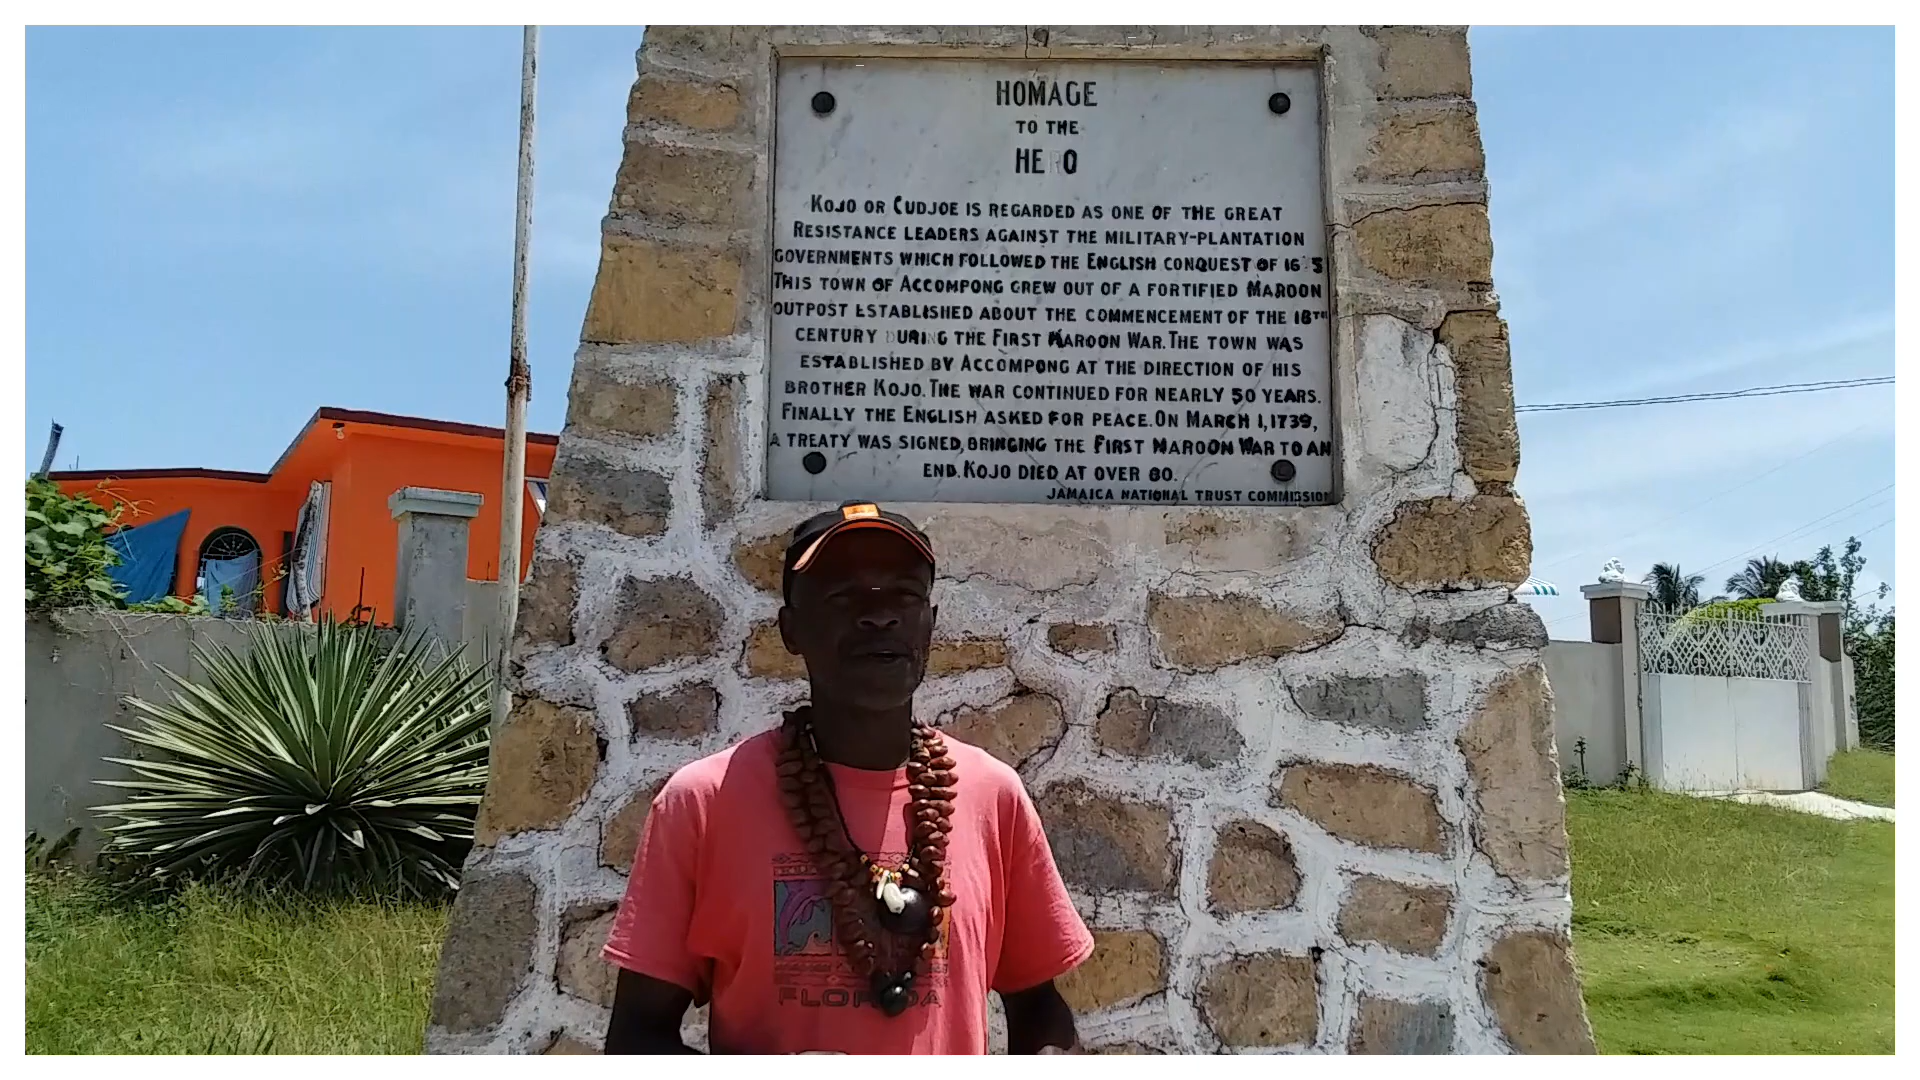 HOMAGE
TO THE
HERO
KOJO OR CUDJOE IS REGARDED AS ONE OF THE GREAT
RESISTANCE LEADERS AGAINST THE MILITARY-PLANTATION
GOVERNMENTS WHICH FOLLOWED THE ENGLISH CONQUEST OF 16 5
THIS TOWN OF ACCOMPONG GREW OUT OF A FORTIFIED MAROON
OUTPOST ESTABLISHED ABOUT THE COMMENCEMENT OF THE 18TH
CENTURY DURING THE FIRST MAROON WAR. THE TOWN WAS
ESTABLISHED BY ACCOMPONG AT THE DIRECTION OF HIS
BROTHER KOJO. THE WAR CONTINUED FOR NEARLY 50 YEARS.
FINALLY THE ENGLISH ASKED FOR PEACE. ON MARCH 1, 1739,
A TREATY WAS SIGNED, BRINGING THE FIRST MAROON WAR TO AN
END. KOJO DIED AT OVER 80.
JAMAICA NATIONAL TRUST COMMISSION
FLORIDA